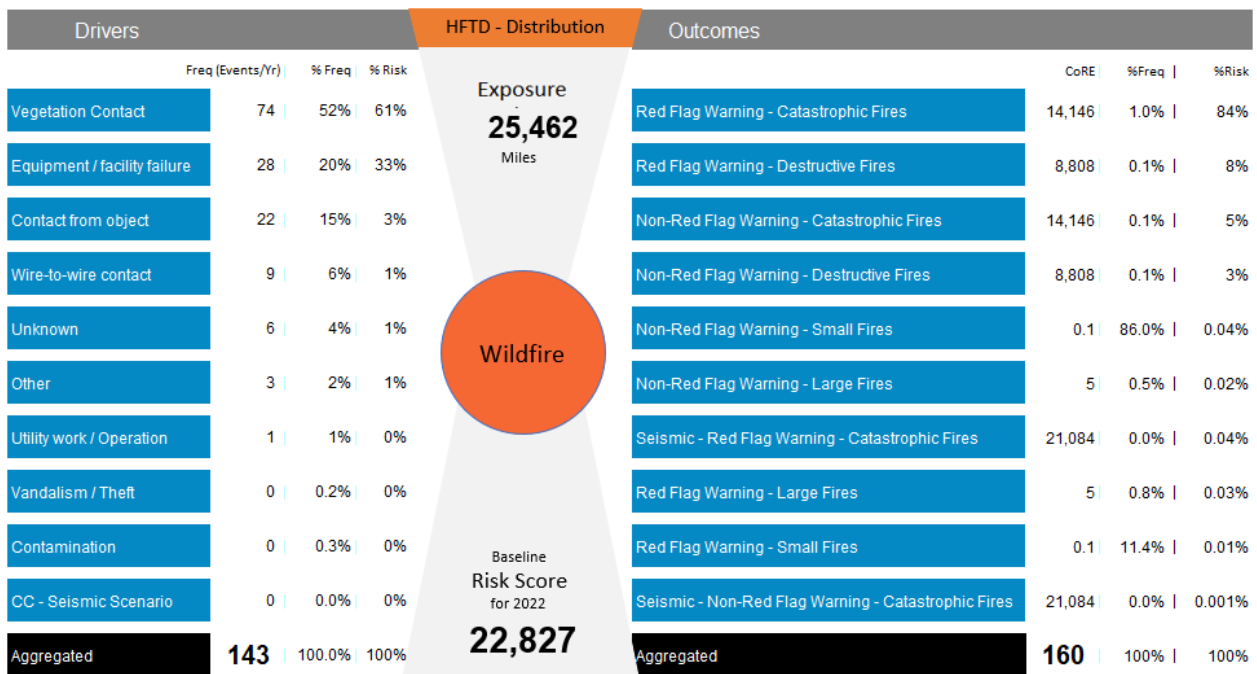 Drivers
HFTD - Distribution
Outcomes
Freq (Events/Yr) % Freq % Risk
Vegetation Contact 74 52% 61%
Equipment / facility failure 28 20% 33%
Contact from object 22 15% 3%
Wire-to-wire contact 9 6% 1%
Unknown 6 4% 1%
Other 3 2% 1%
Utility work / Operation 1 1% 0%
Vandalism / Theft 0 0.2% 0%
Contamination 0 0.3% 0%
CC - Seismic Scenario 0 0.0% 0%
Aggregated 143 100.0% 100%
Exposure
25,462
Miles
Wildfire
Baseline
Risk Score
for 2022
22,827
CoRE %Freq %Risk
Red Flag Warning - Catastrophic Fires 14,146 1.0% 84%
Red Flag Warning - Destructive Fires 8,808 0.1% 8%
Non-Red Flag Warning - Catastrophic Fires 14,146 0.1% 5%
Non-Red Flag Warning - Destructive Fires 8,808 0.1% 3%
Non-Red Flag Warning - Small Fires 0.1 86.0% 0.04%
Non-Red Flag Warning - Large Fires 5 0.5% 0.02%
Seismic - Red Flag Warning - Catastrophic Fires 21,084 0.0% 0.04%
Red Flag Warning - Large Fires 5 0.8% 0.03%
Red Flag Warning - Small Fires 0.1 11.4% 0.01%
Seismic - Non-Red Flag Warning - Catastrophic Fires 21,084 0.0% 0.001%
Aggregated 160 100% 100%